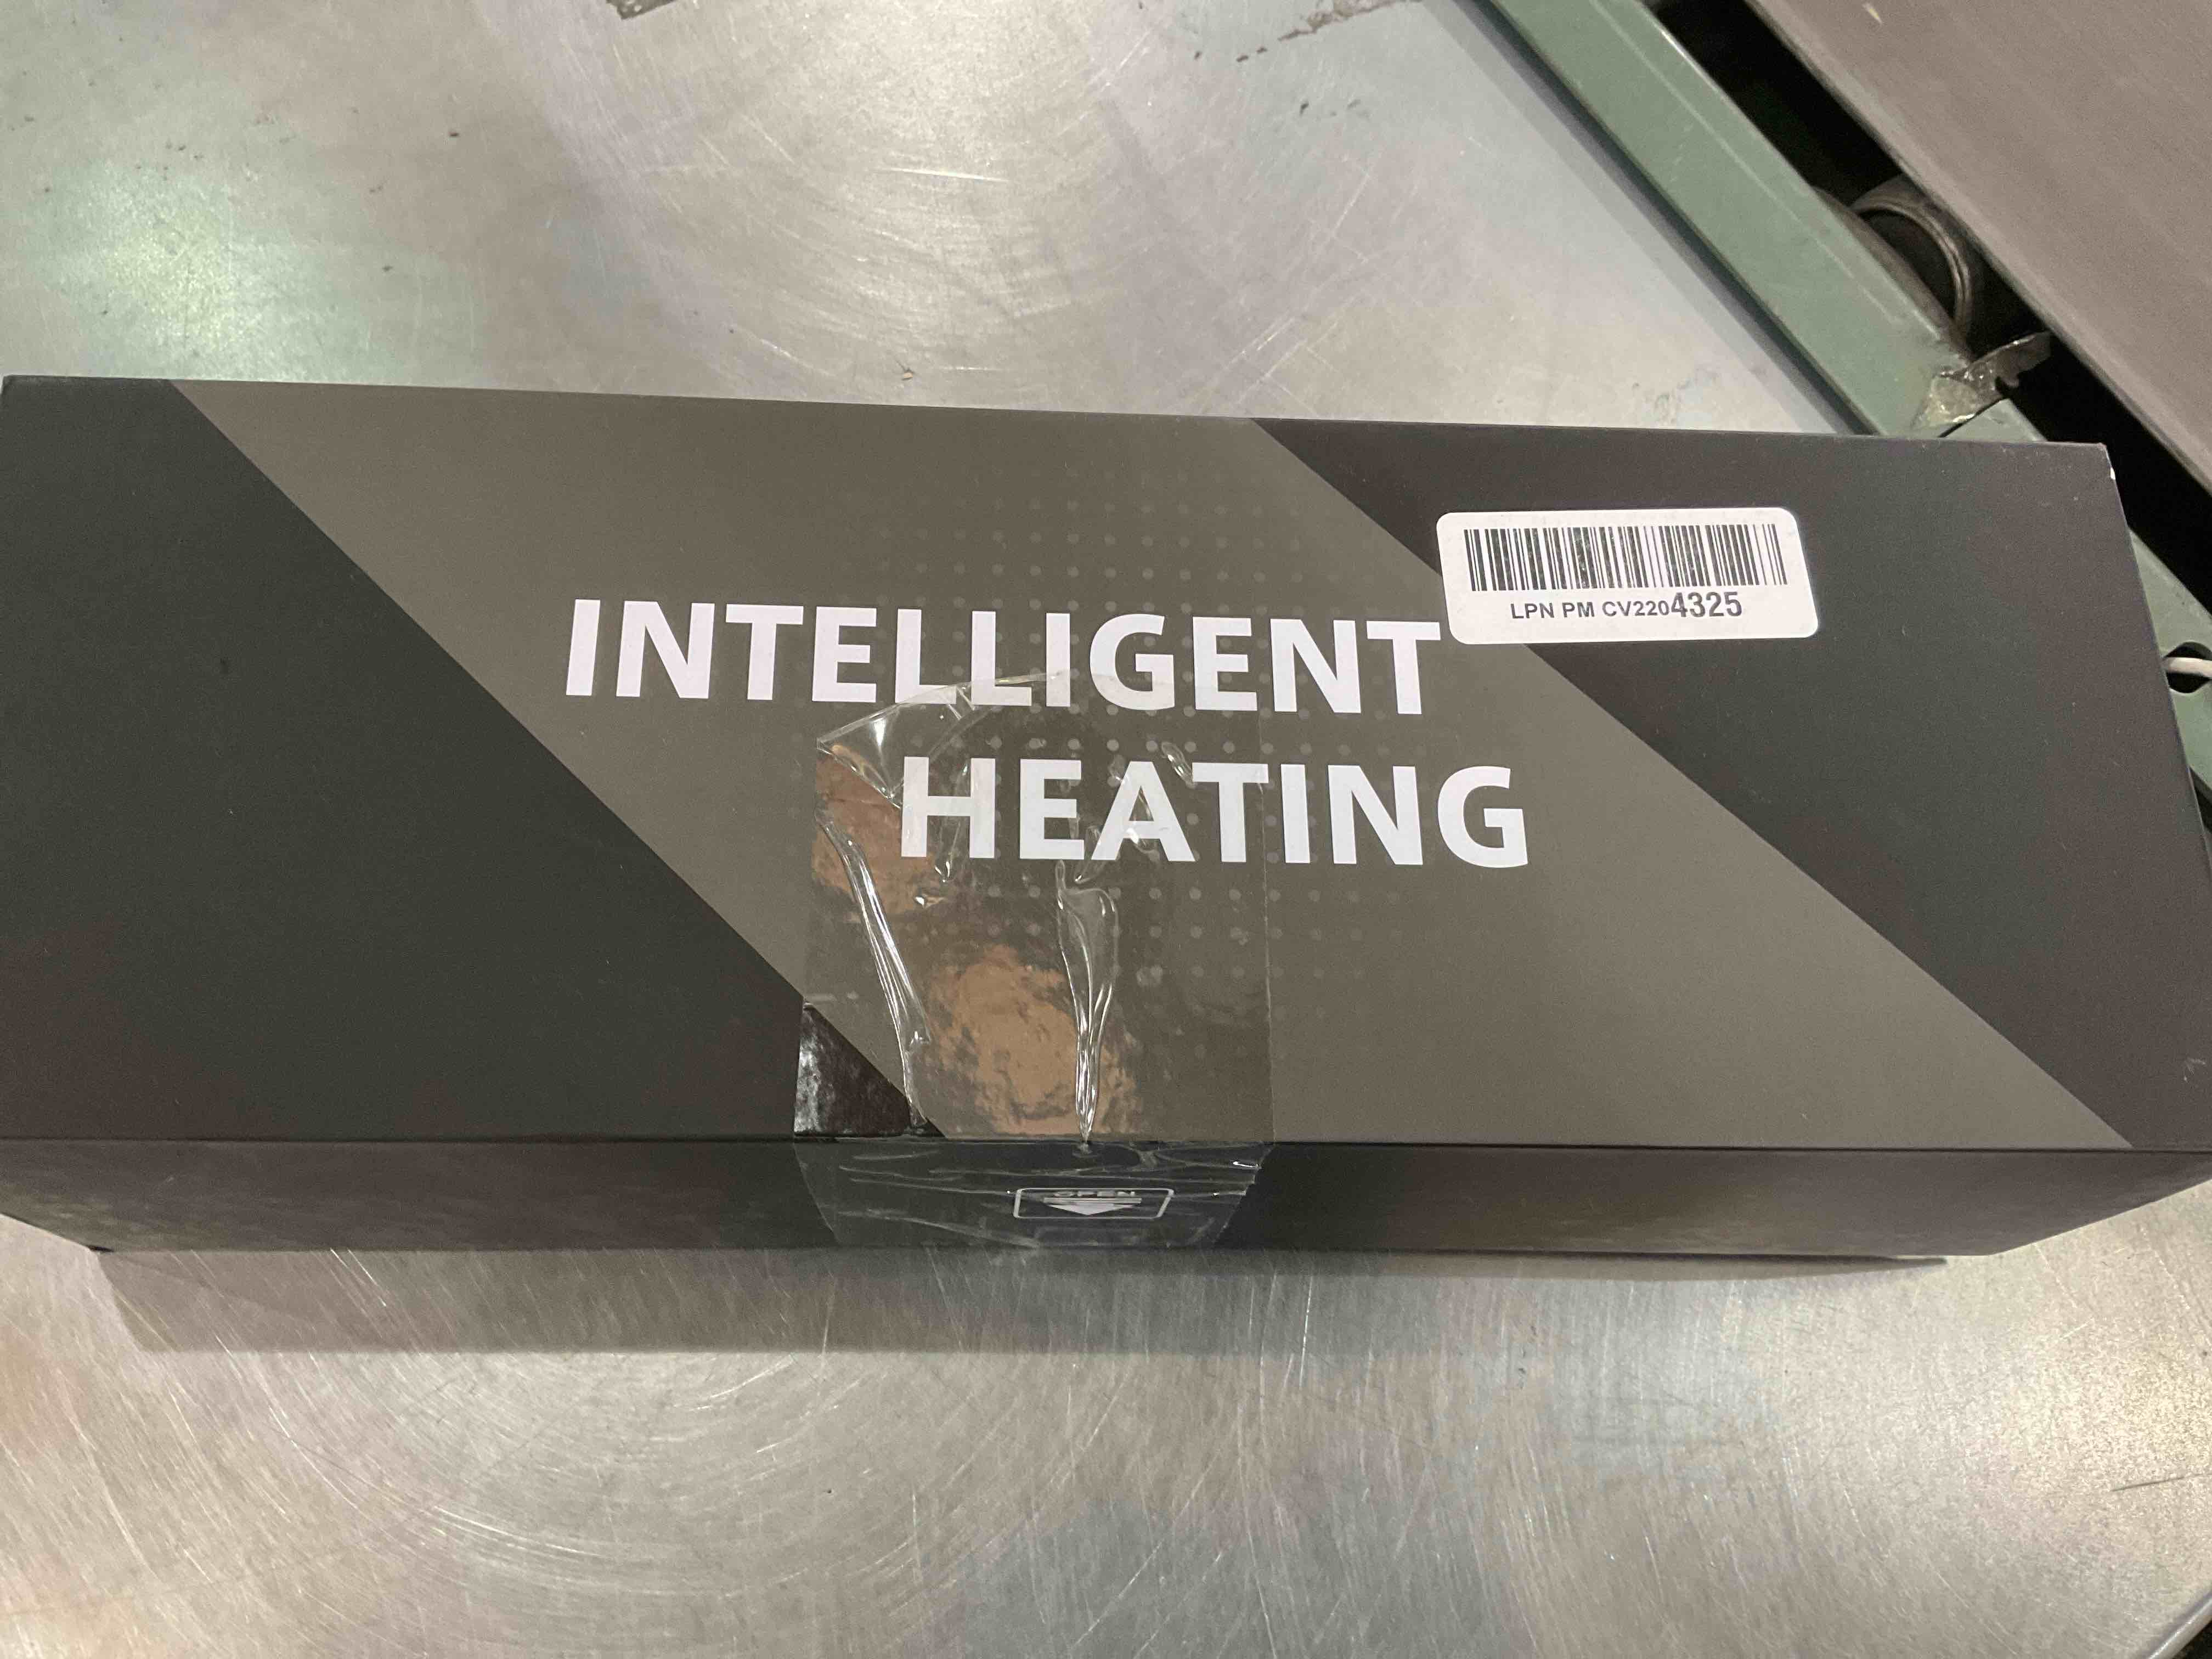 INTELLIGENT
HEATING
LPN PM CV2204325
OPEN